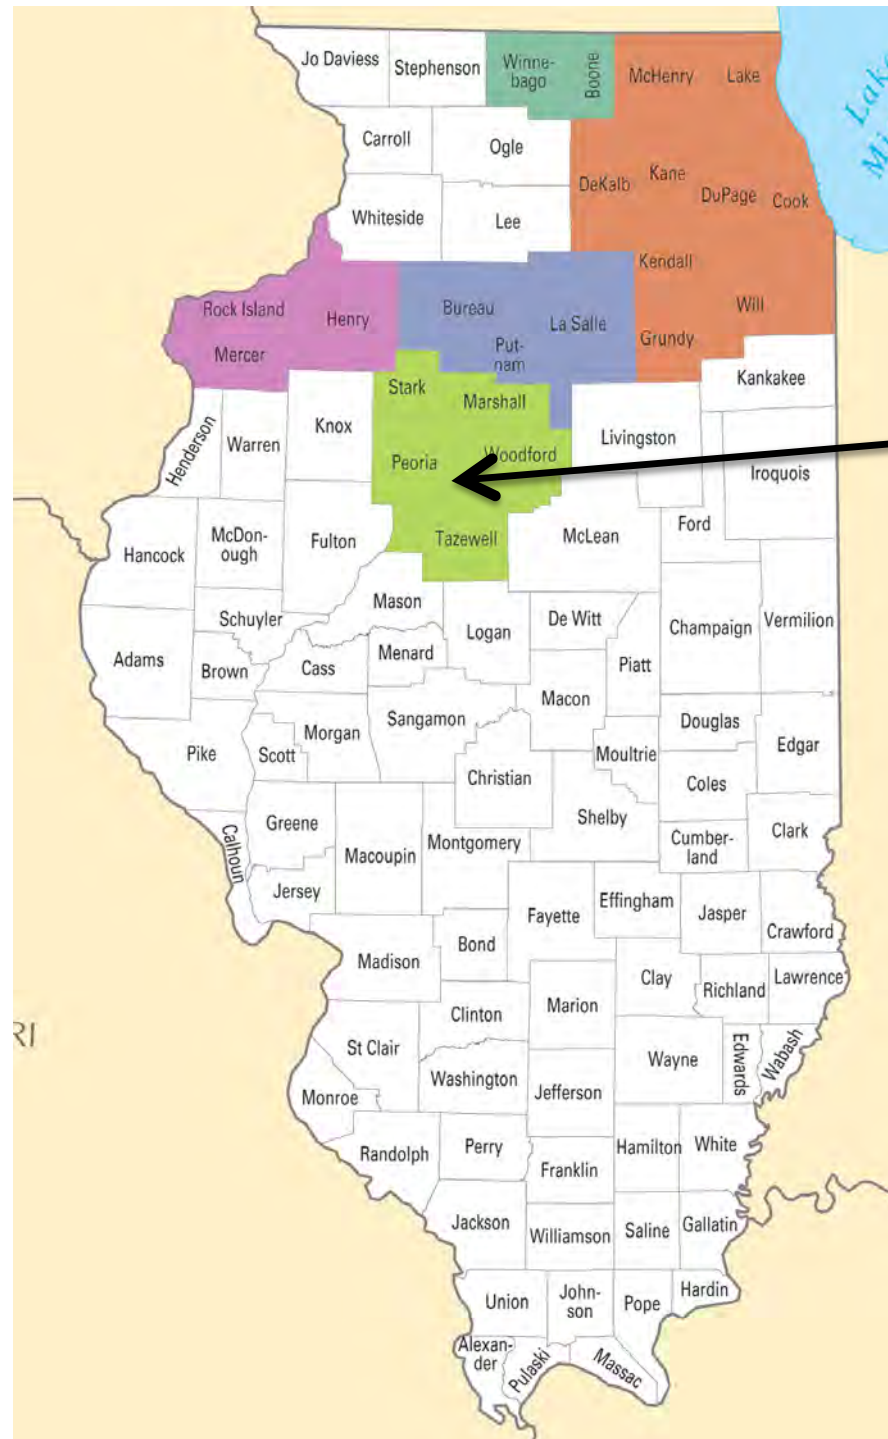 Jo Daviess
Stephenson
Winne-
bago
Boone
McHenry
Lake
Lake
Mi
Carroll
Ogle
DeKalb
Kane
DuPage
Cook
Whiteside
Lee
Kendall
Rock Island
Henry
Bureau
La Salle
Will
Mercer
Put-
nam
Grundy
Stark
Marshall
Kankakee
Henderson
Warren
Knox
Peoria
Woodford
Livingston
Iroquois
Hancock
McDon-
ough
Fulton
Tazewell
McLean
Ford
Schuyler
Mason
Logan
De Witt
Champaign
Vermilion
Adams
Brown
Cass
Menard
Piatt
Macon
Pike
Scott
Morgan
Sangamon
Christian
Moultrie
Douglas
Edgar
Coles
Calhoun
Greene
Macoupin
Montgomery
Shelby
Cumber-
land
Clark
Jersey
Fayette
Effingham
Jasper
Crawford
Madison
Bond
Clay
Richland
Lawrence
RI
St Clair
Clinton
Marion
Wayne
Edwards
Wabash
Monroe
Washington
Jefferson
Randolph
Perry
Franklin
Hamilton
White
Jackson
Williamson
Saline
Gallatin
Union
John-
son
Pope
Hardin
Alexan-
der
Pulaski
Massac